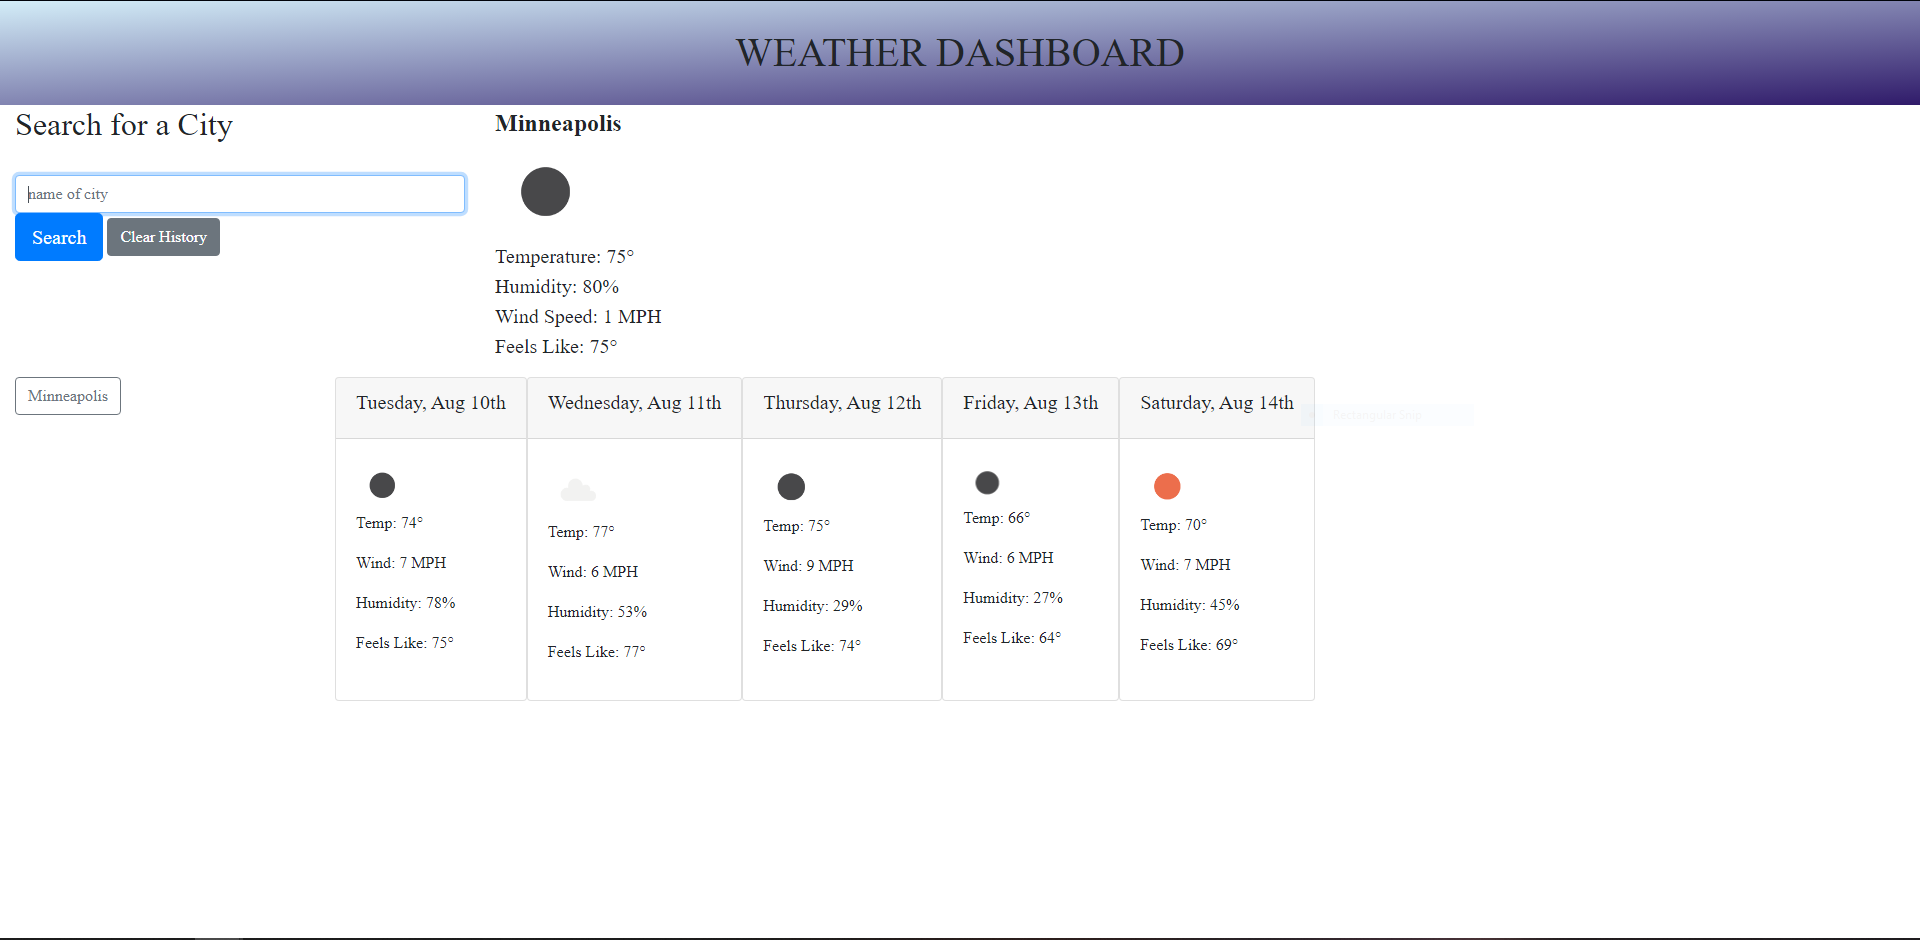 WEATHER DASHBOARD
Search for a City
name of city
Search
Clear History
Minneapolis
Temperature: 75°
Humidity: 80%
Wind Speed: 1 MPH
Feels Like: 75°
Minneapolis
Tuesday, Aug 10th
Temp: 74°
Wind: 7 MPH
Humidity: 78%
Feels Like: 75°
Wednesday, Aug 11th
Temp: 77°
Wind: 6 MPH
Humidity: 53%
Feels Like: 77°
Thursday, Aug 12th
Temp: 75°
Wind: 9 MPH
Humidity: 29%
Feels Like: 74°
Friday, Aug 13th
Temp: 66°
Wind: 6 MPH
Humidity: 27%
Feels Like: 64°
Saturday, Aug 14th
Temp: 70°
Wind: 7 MPH
Humidity: 45%
Feels Like: 69°
Rectangular Snip